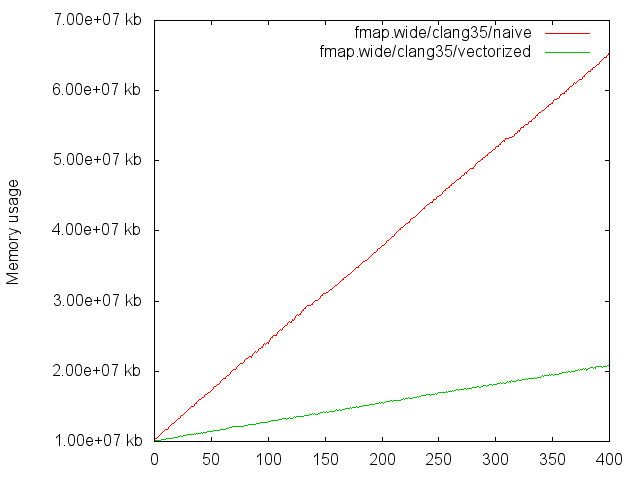 7.00e+07 kb
fmap.wide/clang35/naive
fmap.wide/clang35/vectorized
6.00e+07 kb
5.00e+07 kb
4.00e+07 kb
3.00e+07 kb
2.00e+07 kb
1.00e+07 kb
Memory usage
0 50 100 150 200 250 300 350 400